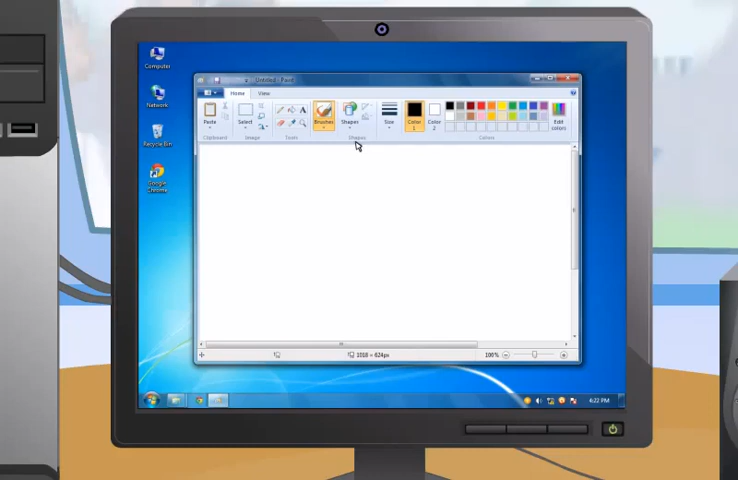 Computer
Network
Recycle Bin
Google
Chrome
Untitled - Paint
Home View
Paste
Select
Brushes
Shapes
Size
Color
1
Color
2
Edit
colors
Clipboard Image Tools Shapes Colors
1018 × 624px 100%
6:22 PM